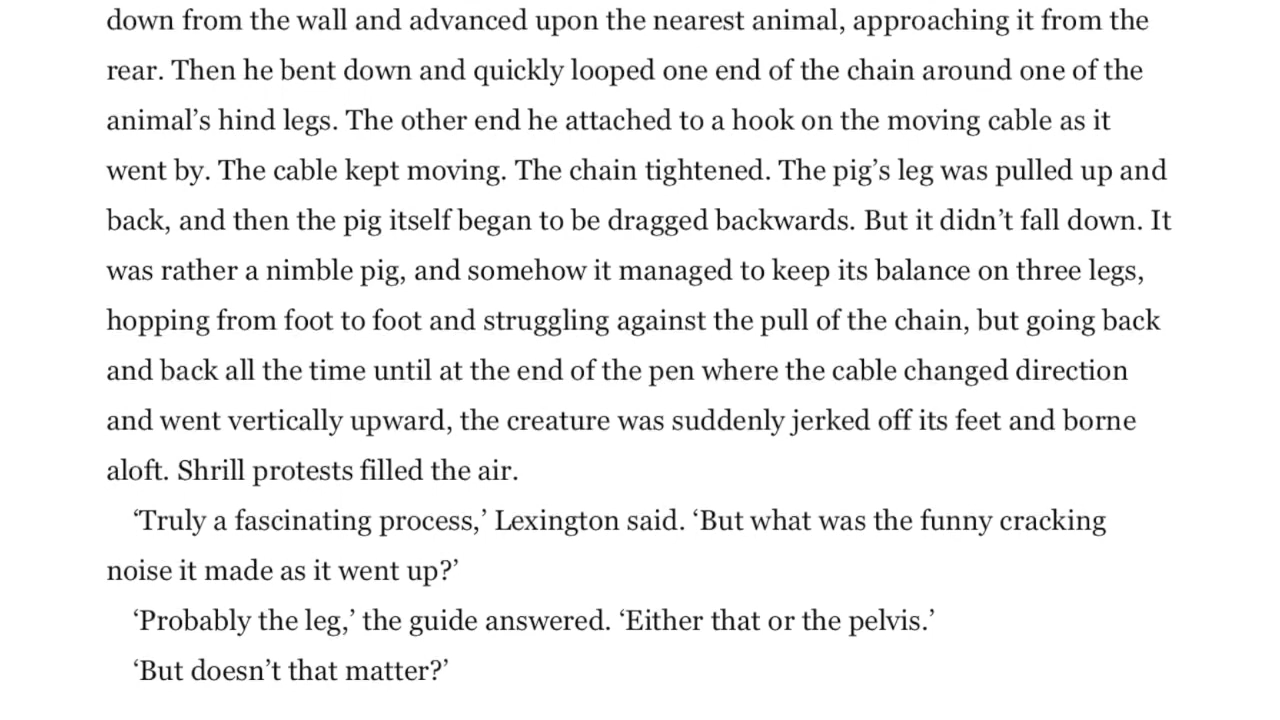 down from the wall and advanced upon the nearest animal, approaching it from the
rear. Then he bent down and quickly looped one end of the chain around one of the
animal’s hind legs. The other end he attached to a hook on the moving cable as it
went by. The cable kept moving. The chain tightened. The pig’s leg was pulled up and
back, and then the pig itself began to be dragged backwards. But it didn’t fall down. It
was rather a nimble pig, and somehow it managed to keep its balance on three legs,
hopping from foot to foot and struggling against the pull of the chain, but going back
and back all the time until at the end of the pen where the cable changed direction
and went vertically upward, the creature was suddenly jerked off its feet and borne
aloft. Shrill protests filled the air.
‘Truly a fascinating process,’ Lexington said. ‘But what was the funny cracking
noise it made as it went up?’
‘Probably the leg,’ the guide answered. ‘Either that or the pelvis.’
‘But doesn’t that matter?’